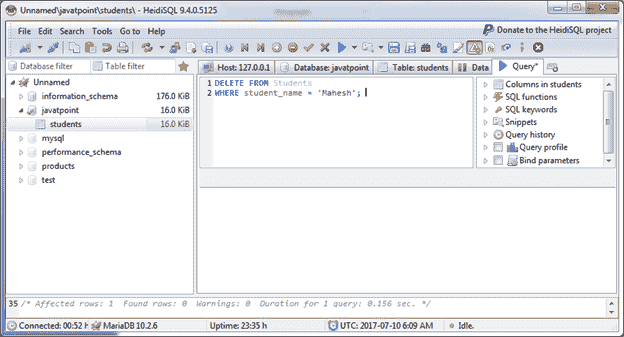 Unnamed\javatpoint\students\ - HeidiSQL 9.4.0.5125
File Edit Search Tools Go to Help
Donate to the HeidiSQL project
Database filter Table filter
Host: 127.0.0.1 Database: javatpoint Table: students Data Query*
Unnamed
information_schema 176.0 KiB
javatpoint 16.0 KiB
students 16.0 KiB
mysql
performance_schema
products
test
1 DELETE FROM Students
2 WHERE student_name = 'Mahesh';
Columns in students
SQL functions
SQL keywords
Snippets
Query history
Query profile
Bind parameters
35 /* Affected rows: 1 Found rows: 0 Warnings: 0 Duration for 1 query: 0.156 sec. */
Connected: 00:52 h MariaDB 10.2.6 Uptime: 23:35 h UTC: 2017-07-10 6:09 AM Idle.